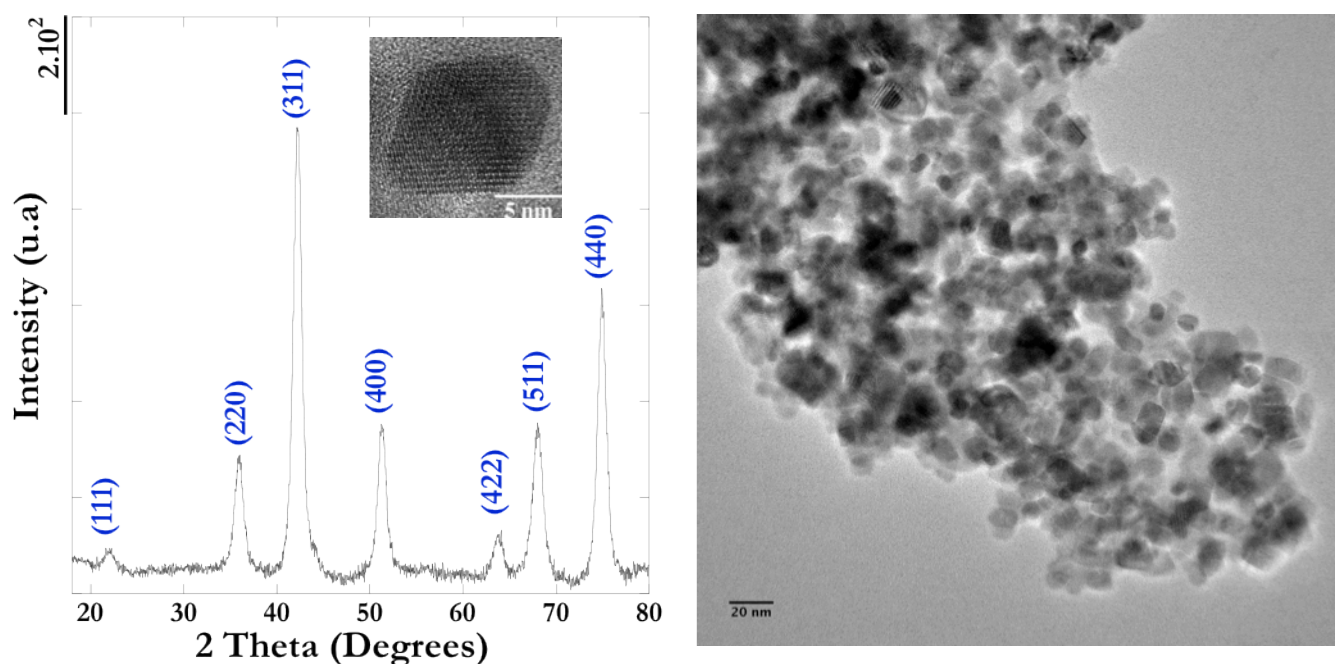 2.10²
Intensity (u.a)
(111)
(220)
(311)
(400)
(422)
(511)
(440)
5 nm
20 30 40 50 60 70 80
2 Theta (Degrees)
20 nm